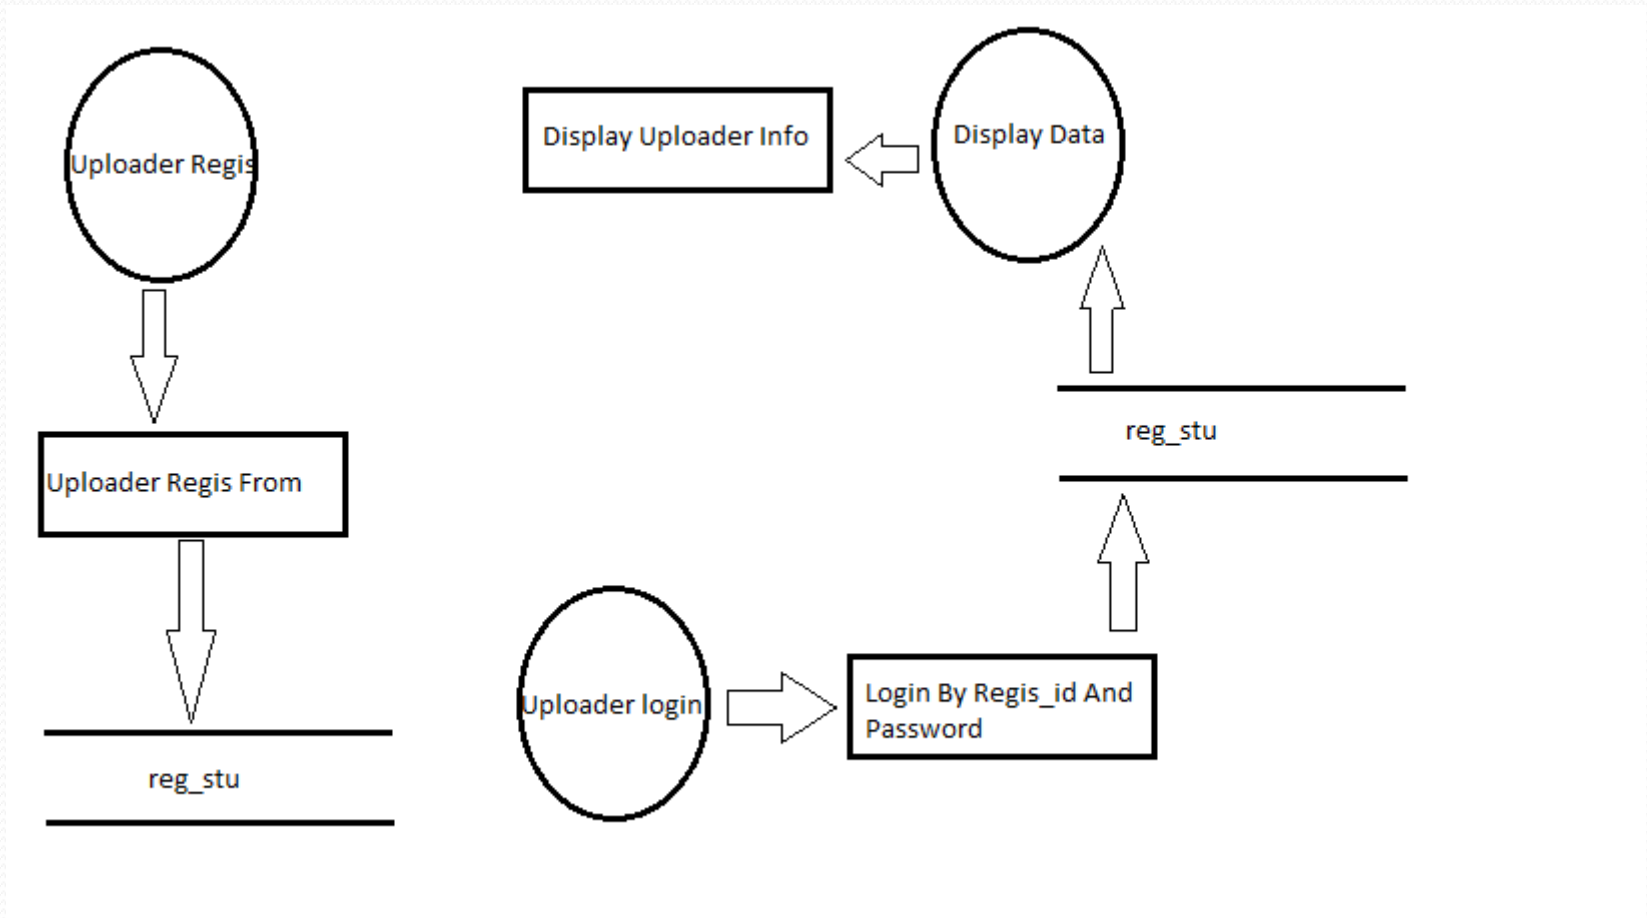 Uploader Regis
Uploader Regis From
reg_stu
Display Uploader Info
Display Data
reg_stu
Uploader login
Login By Regis_id And
Password